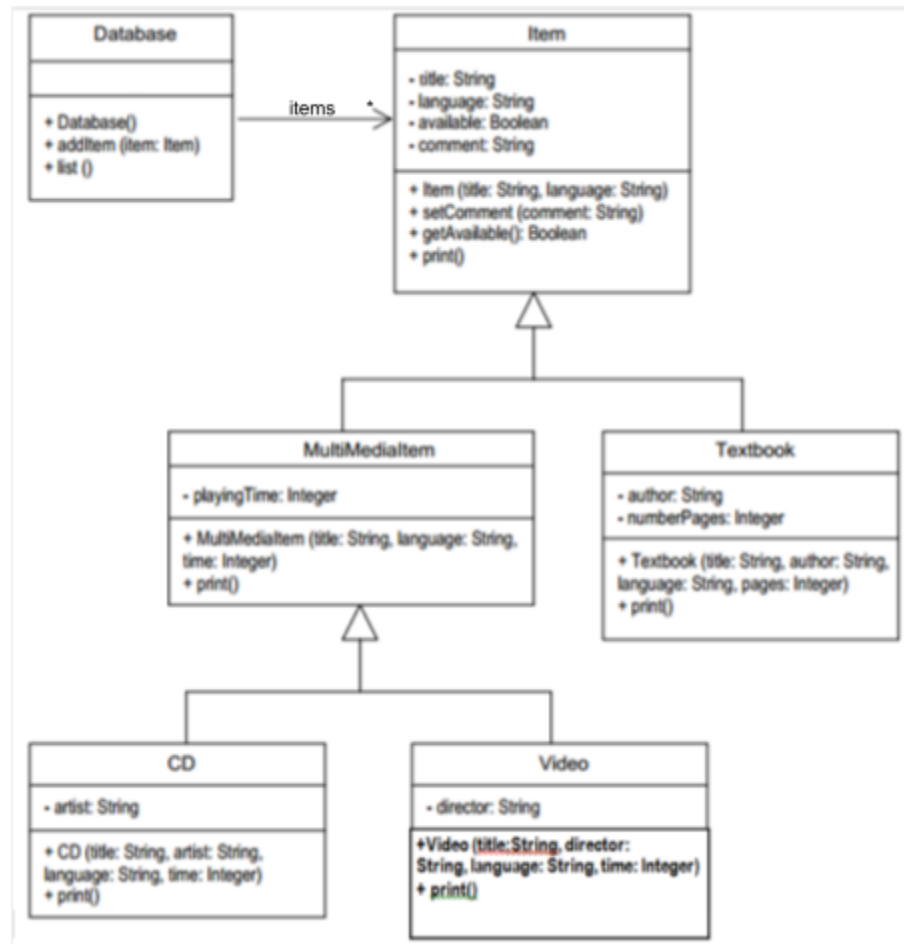 Database
+ Database()
+ addItem (item: Item)
+ list ()
items
*
Item
- title: String
- language: String
- available: Boolean
- comment: String
+ Item (title: String, language: String)
+ setComment (comment: String)
+ getAvailable(): Boolean
+ print()
MultiMediaItem
- playingTime: Integer
+ MultiMediaItem (title: String, language: String,
time: Integer)
+ print()
Textbook
- author: String
- numberPages: Integer
+ Textbook (title: String, author: String,
language: String, pages: Integer)
+ print()
CD
- artist: String
+ CD (title: String, artist: String,
language: String, time: Integer)
+ print()
Video
- director: String
+Video (title:String, director:
String, language: String, time: Integer)
+ print()